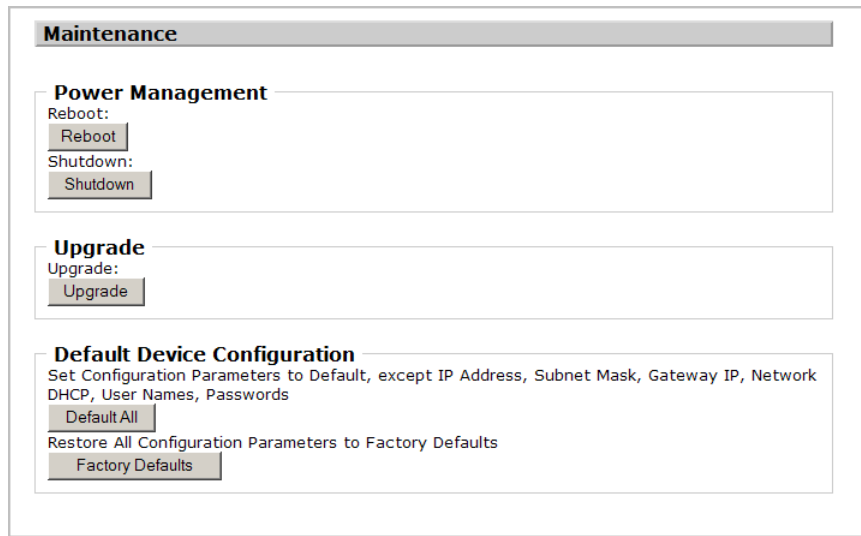 Maintenance
Power Management
Reboot:
Reboot
Shutdown:
Shutdown
Upgrade
Upgrade:
Upgrade
Default Device Configuration
Set Configuration Parameters to Default, except IP Address, Subnet Mask, Gateway IP, Network
DHCP, User Names, Passwords
Default All
Restore All Configuration Parameters to Factory Defaults
Factory Defaults